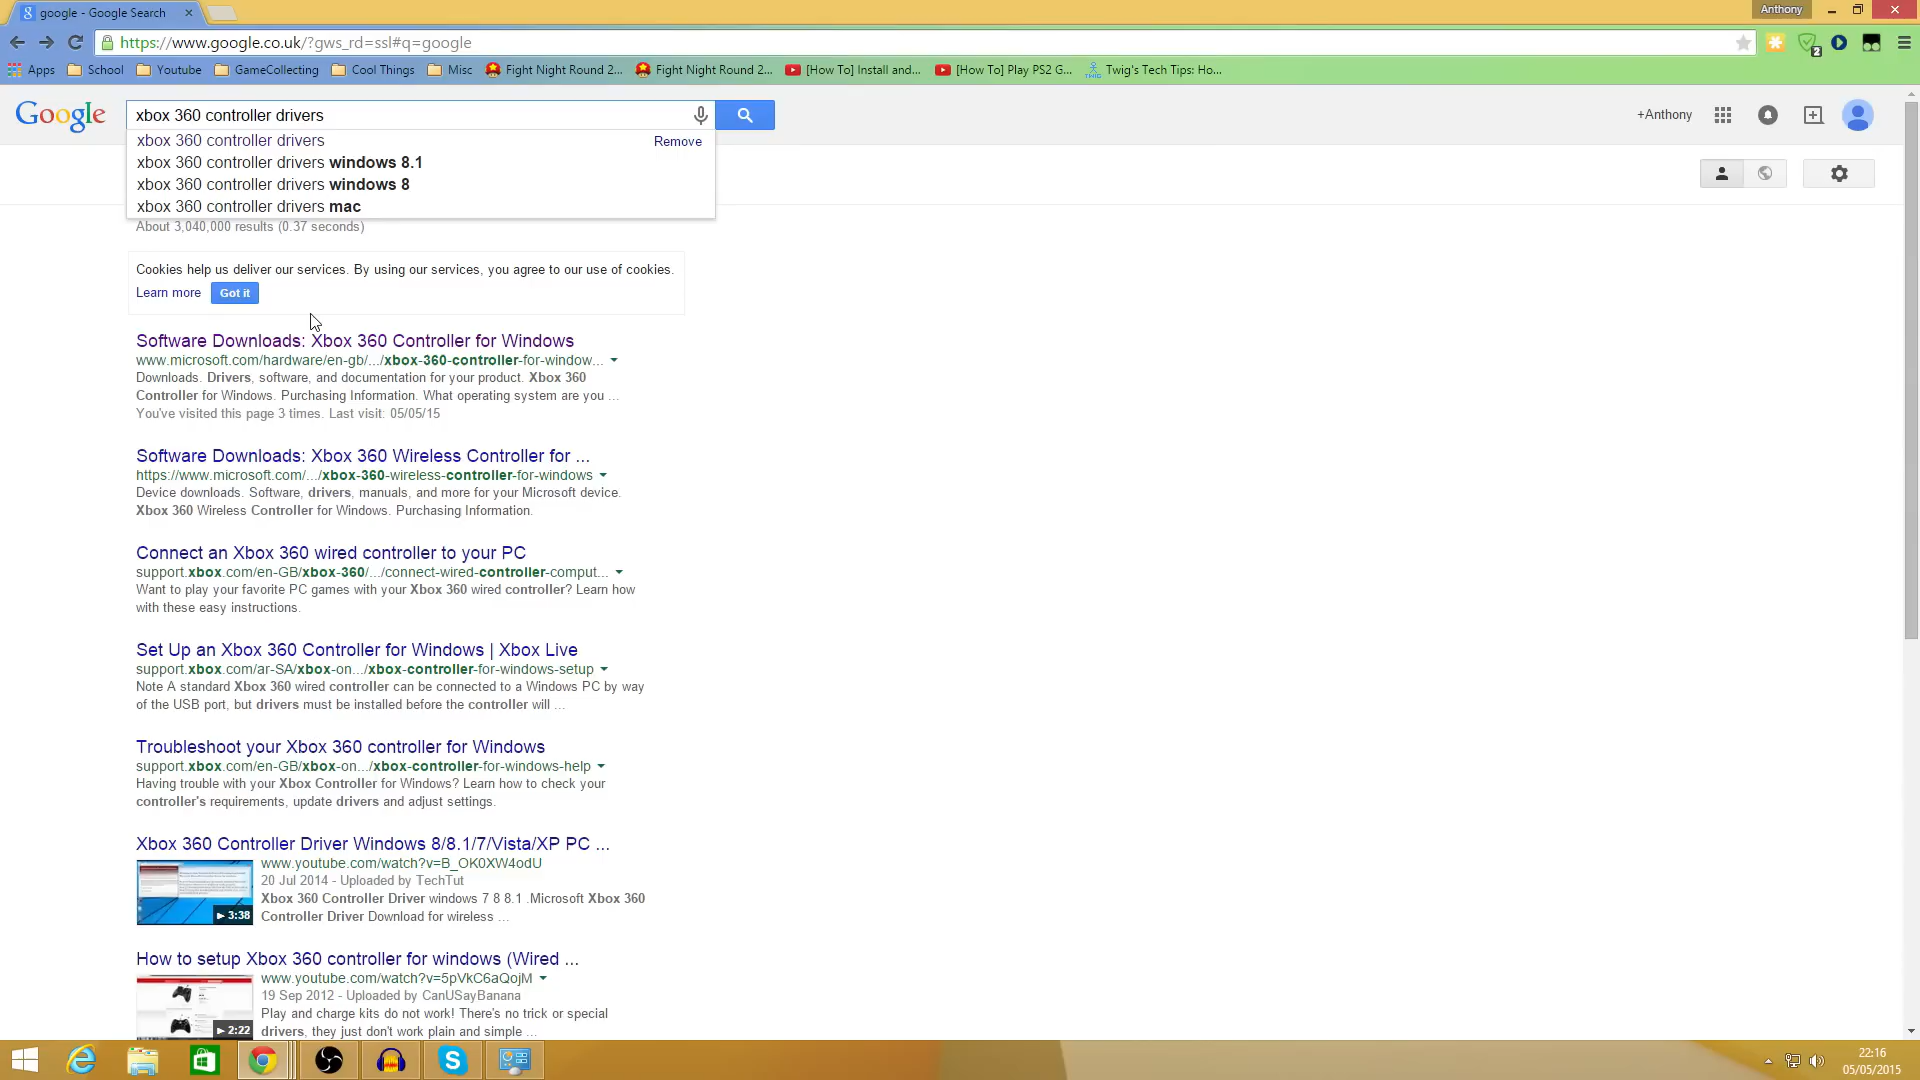 google - Google Search
Anthony
https://www.google.co.uk/?gws_rd=ssl#q=google
2
Apps School Youtube GameCollecting Cool Things Misc Fight Night Round 2... Fight Night Round 2... [How To] Install and... [How To] Play PS2 G... Twig's Tech Tips: Ho...
Google xbox 360 controller drivers +Anthony
xbox 360 controller drivers Remove
xbox 360 controller drivers windows 8.1
xbox 360 controller drivers windows 8
xbox 360 controller drivers mac
About 3,040,000 results (0.37 seconds)
Cookies help us deliver our services. By using our services, you agree to our use of cookies.
Learn more Got it
Software Downloads: Xbox 360 Controller for Windows
www.microsoft.com/hardware/en-gb/.../xbox-360-controller-for-window...
Downloads. Drivers, software, and documentation for your product. Xbox 360
Controller for Windows. Purchasing Information. What operating system are you ...
You've visited this page 3 times. Last visit: 05/05/15
Software Downloads: Xbox 360 Wireless Controller for ...
https://www.microsoft.com/.../xbox-360-wireless-controller-for-windows
Device downloads. Software, drivers, manuals, and more for your Microsoft device.
Xbox 360 Wireless Controller for Windows. Purchasing Information.
Connect an Xbox 360 wired controller to your PC
support.xbox.com/en-GB/xbox-360/.../connect-wired-controller-comput...
Want to play your favorite PC games with your Xbox 360 wired controller? Learn how
with these easy instructions.
Set Up an Xbox 360 Controller for Windows | Xbox Live
support.xbox.com/ar-SA/xbox-on.../xbox-controller-for-windows-setup
Note A standard Xbox 360 wired controller can be connected to a Windows PC by way
of the USB port, but drivers must be installed before the controller will ...
Troubleshoot your Xbox 360 controller for Windows
support.xbox.com/en-GB/xbox-on.../xbox-controller-for-windows-help
Having trouble with your Xbox Controller for Windows? Learn how to check your
controller's requirements, update drivers and adjust settings.
Xbox 360 Controller Driver Windows 8/8.1/7/Vista/XP PC ...
www.youtube.com/watch?v=B_OK0XW4odU
20 Jul 2014 - Uploaded by TechTut
Xbox 360 Controller Driver windows 7 8 8.1 .Microsoft Xbox 360
Controller Driver Download for wireless ...
3:38
How to setup Xbox 360 controller for windows (Wired ...
www.youtube.com/watch?v=5pVkC6aQojM
19 Sep 2012 - Uploaded by CanUSayBanana
Play and charge kits do not work! There's no trick or special
drivers, they just don't work plain and simple ...
2:22
22:16
05/05/2015